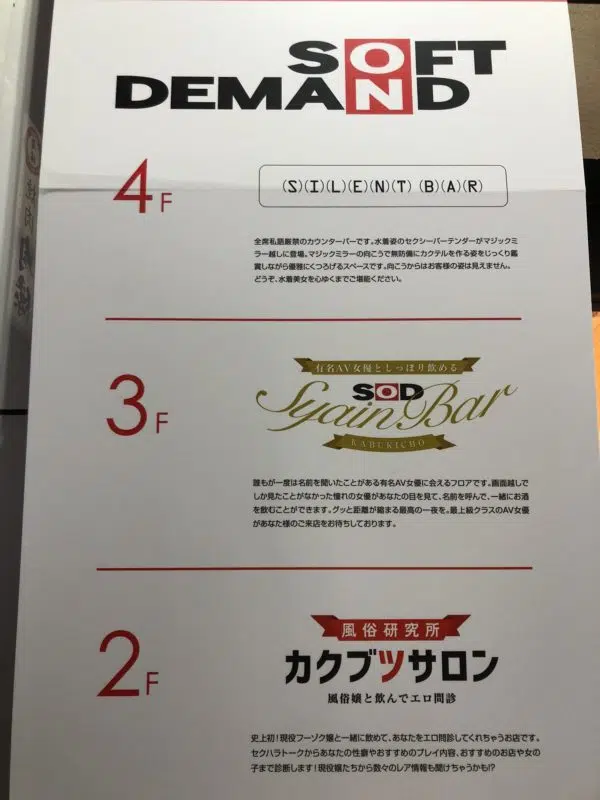 SOFT
DEMAND
4F
(S)(I)(L)(E)(N)(T) (B)(A)(R)
全席私語厳禁のカウンターバーです。水着姿のセクシーバーテンダーがマジックミ
ラー越しに登場。マジックミラーの向こうで無防備にカクテルを作る姿をじっくり鑑
賞しながら優雅にくつろげるスペースです。向こうからはお客様の姿は見えません。
どうぞ、水着美女を心ゆくまでご堪能ください。
3F
有名AV女優としっぽり飲める
SOD
Syain Bar
KABUKICHO
誰もが一度は名前を聞いたことがある有名AV女優に会えるフロアです。画面越しで
しか見たことがなかった憧れの女優があなたの目を見て、名前を呼んで、一緒にお酒
を飲むことができます。グッと距離が縮まる最高の一夜を。最上級クラスのAV女優
があなた様のご来店をお待ちしております。
2F
風俗研究所
カクブツサロン
風俗嬢と飲んでエロ問診
史上初!現役フーゾク嬢と一緒に飲めて、あなたをエロ問診してくれちゃうお店です。
セクハラトークからあなたの性癖やおすすめのプレイ内容、おすすめのお店や女の
子まで診断します!現役嬢たちから数々のレア情報も聞けちゃうかも!?